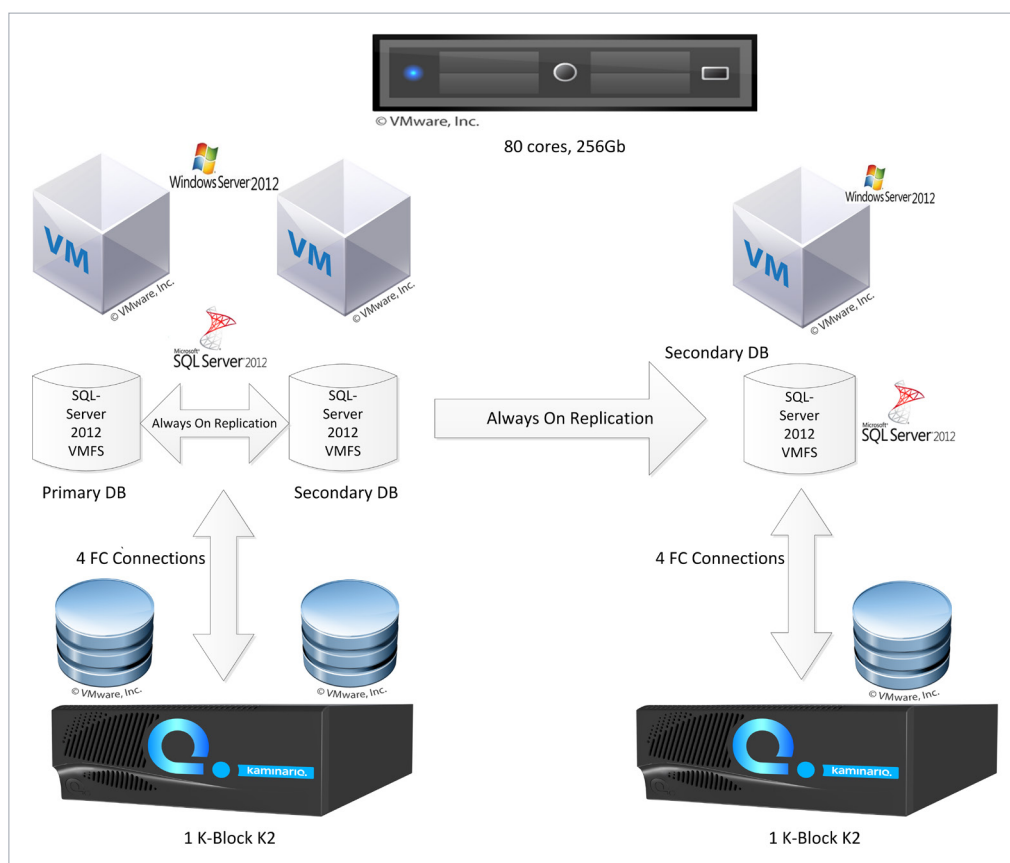 © VMware, Inc.
80 cores, 256Gb
Windows Server 2012
Windows Server 2012
VM
VM
VM
© VMware, Inc.
© VMware, Inc.
© VMware, Inc.
Microsoft®
SQL Server 2012
Secondary DB
SQL-
Server
2012
VMFS
Always On Replication
SQL-
Server
2012
VMFS
Always On Replication
SQL-
Server
2012
VMFS
Microsoft®
SQL Server 2012
Primary DB
Secondary DB
4 FC Connections
4 FC Connections
© VMware, Inc.
© VMware, Inc.
© VMware, Inc.
kaminario.
kaminario.
1 K-Block K2
1 K-Block K2